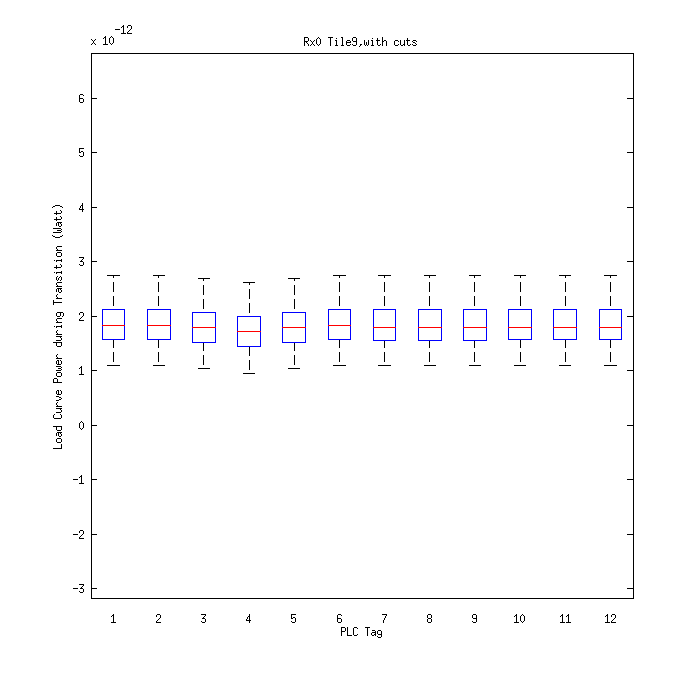 x 10-12
Rx0 Tile9,with cuts
6
5
4
3
2
1
0
-1
-2
-3
Load Curve Power during Transition (Watt)
1 2 3 4 5 6 7 8 9 10 11 12
PLC Tag